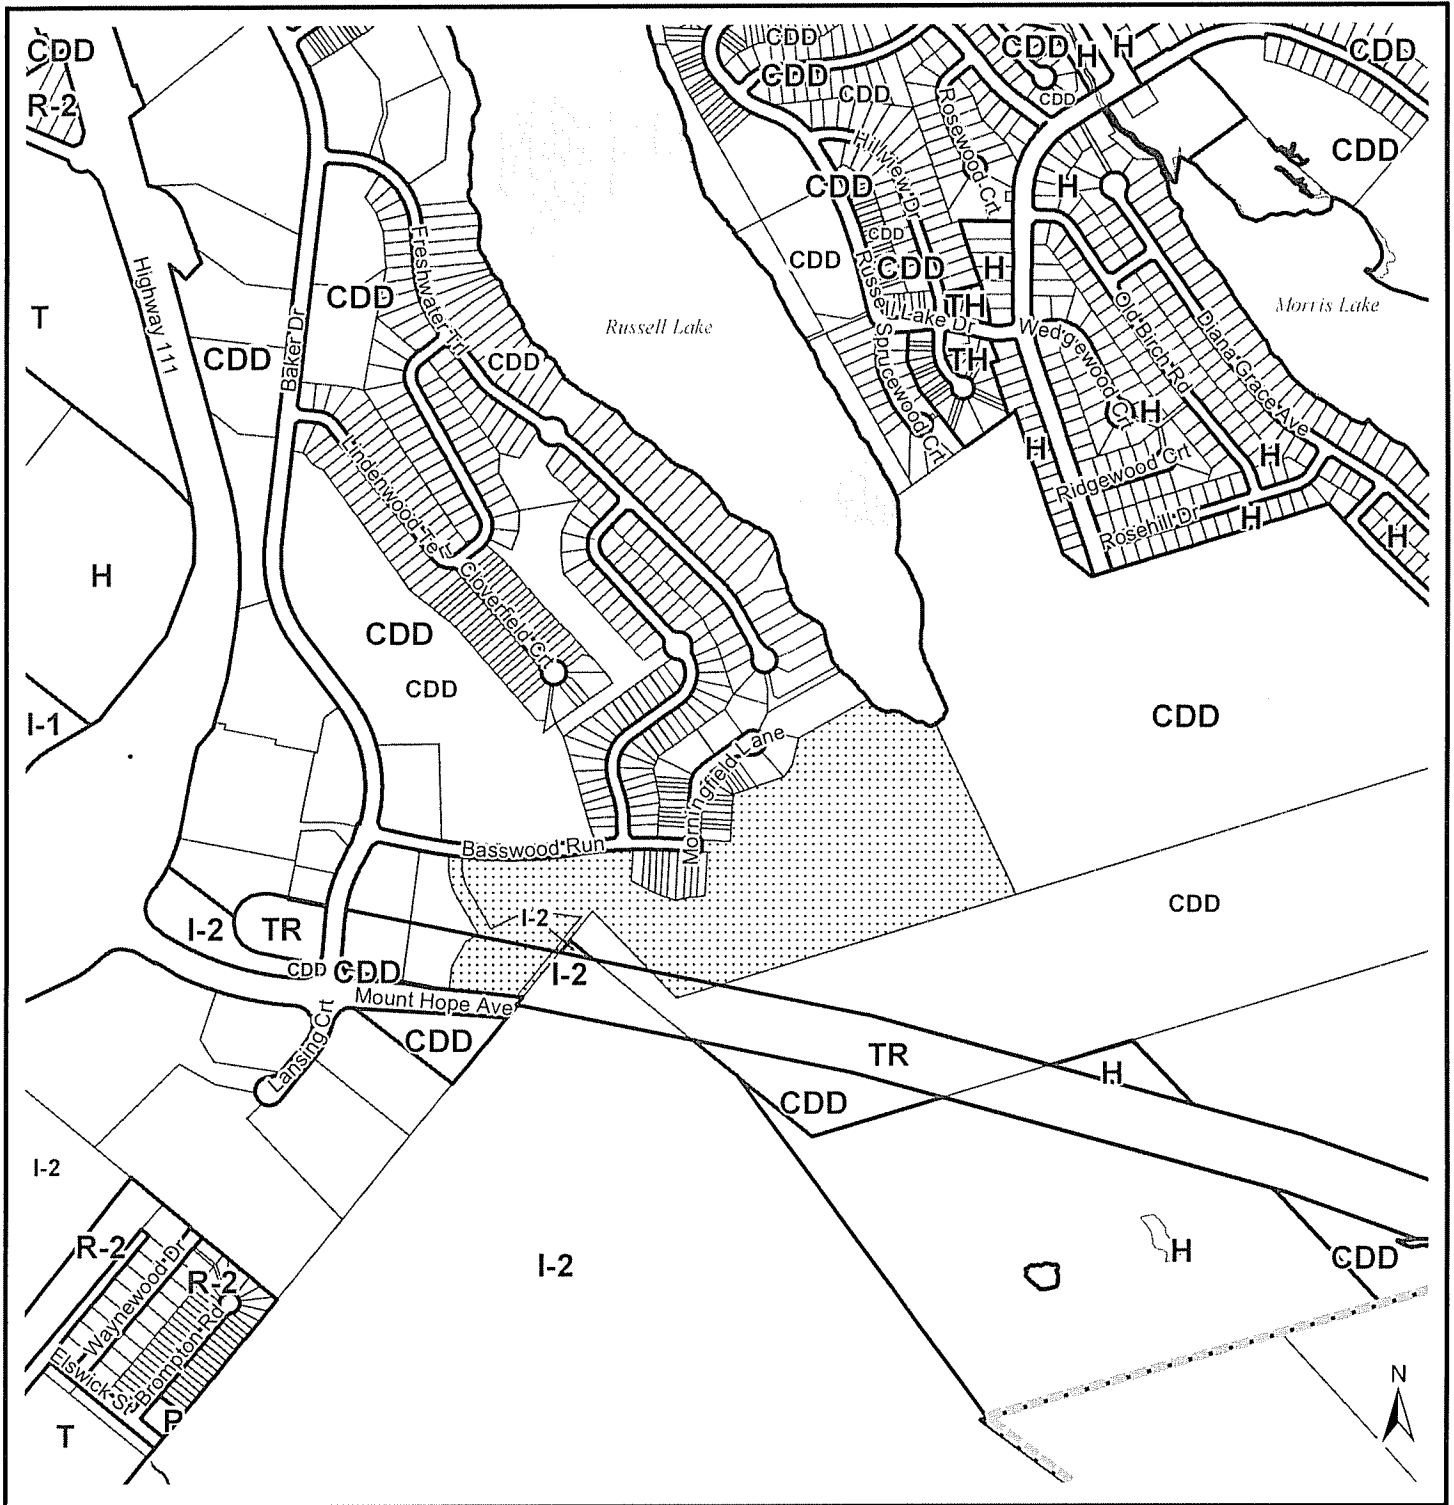 CDD
R-2
CDD
CDD
CDD
CDD
CDD
H
H
CDD
Rosewood Crt
Hillview Dr
CDD
CDD
H
CDD
CDD
CDD
H
TH
Highway 111
T
CDD
Freshwater Trl
Baker Dr
CDD
CDD
Russell Lake
Russell Lake Dr
Sprucewood Crt
TH
Wedgewood Crt
H
Old Birch Rd
Diana Grace Ave
Morris Lake
H
Ridgewood Crt
H
Rosehill Dr
H
H
Lindenwood Terr
Cloverfield Crt
H
CDD
CDD
I-1
CDD
Morningfield Lane
Basswood Run
CDD
I-2
TR
I-2
I-2
CDD
CDD
Mount Hope Ave
Lansing Crt
CDD
TR
CDD
H
I-2
R-2
Waynewood Dr
R-2
Brompton Rd
Elswick St
P
T
I-2
H
CDD
N